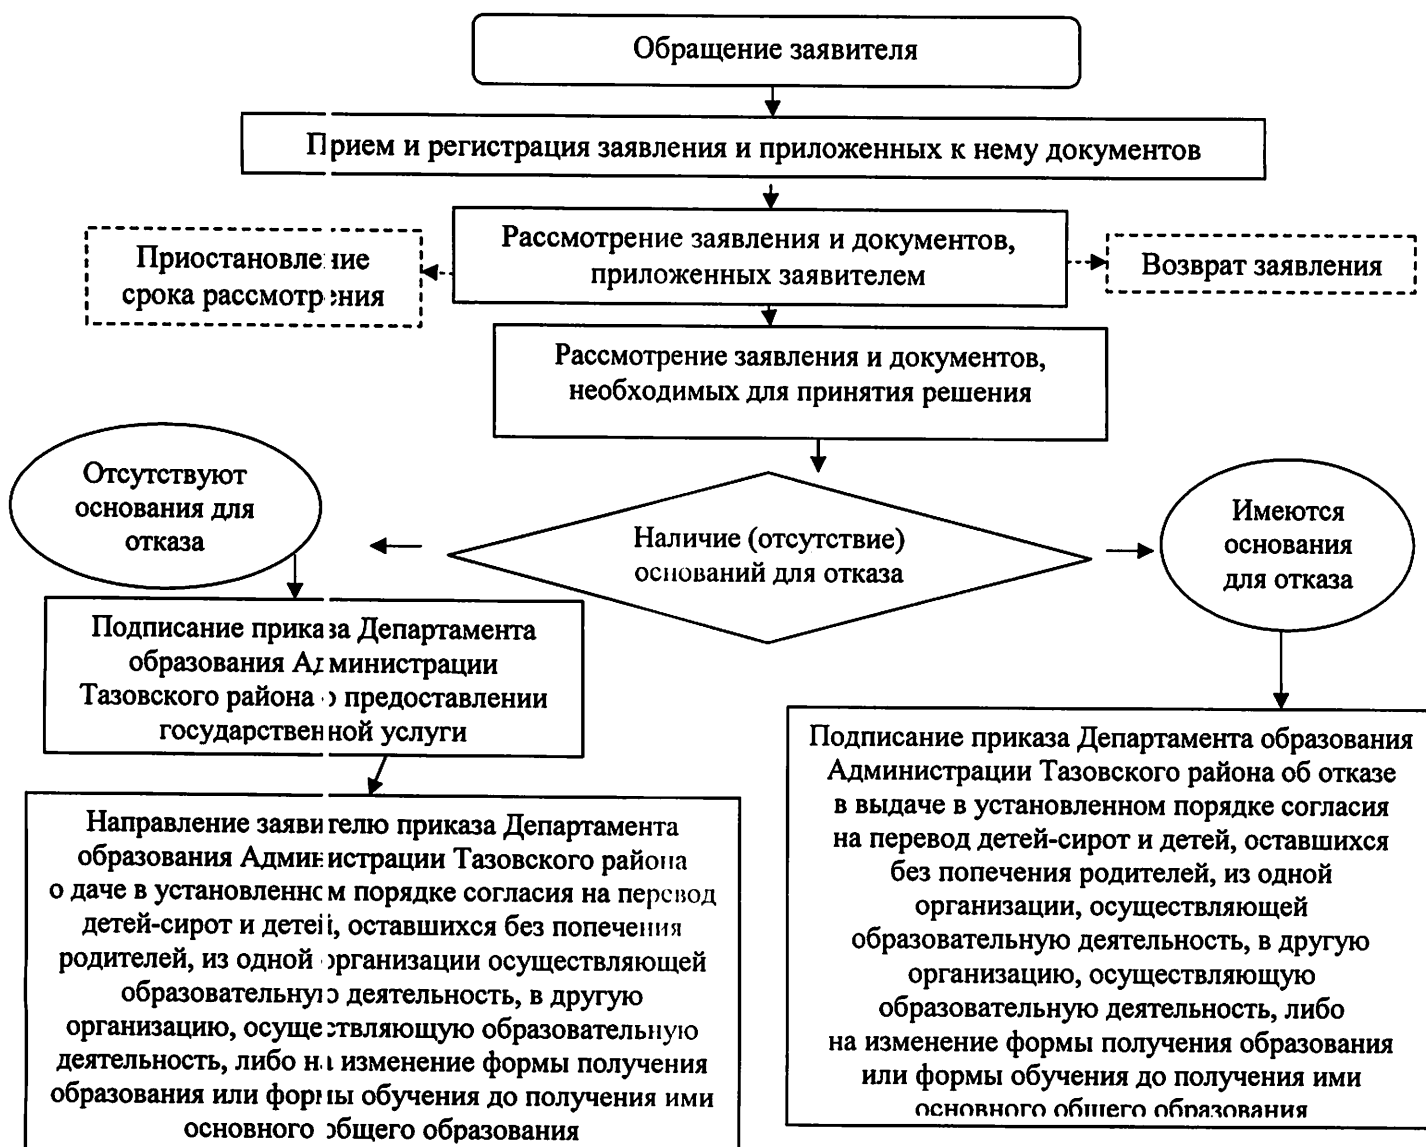 Обращение заявителя
Прием и регистрация заявления и приложенных к нему документов
Рассмотрение заявления и документов,
приложенных заявителем
Приостановление
срока рассмотрения
Возврат заявления
Рассмотрение заявления и документов,
необходимых для принятия решения
Отсутствуют
основания для
отказа
Наличие (отсутствие)
оснований для отказа
Имеются
основания
для отказа
Подписание приказа Департамента
образования Администрации
Тазовского района о предоставлении
государственной услуги
Направление заявителю приказа Департамента
образования Администрации Тазовского района
о даче в установленном порядке согласия на перевод
детей-сирот и детей, оставшихся без попечения
родителей, из одной организации осуществляющей
образовательную деятельность, в другую
организацию, осуществляющую образовательную
деятельность, либо на изменение формы получения
образования или формы обучения до получения ими
основного общего образования
Подписание приказа Департамента образования
Администрации Тазовского района об отказе
в выдаче в установленном порядке согласия
на перевод детей-сирот и детей, оставшихся
без попечения родителей, из одной
организации, осуществляющей
образовательную деятельность, в другую
организацию, осуществляющую
образовательную деятельность, либо
на изменение формы получения образования
или формы обучения до получения ими
основного общего образования